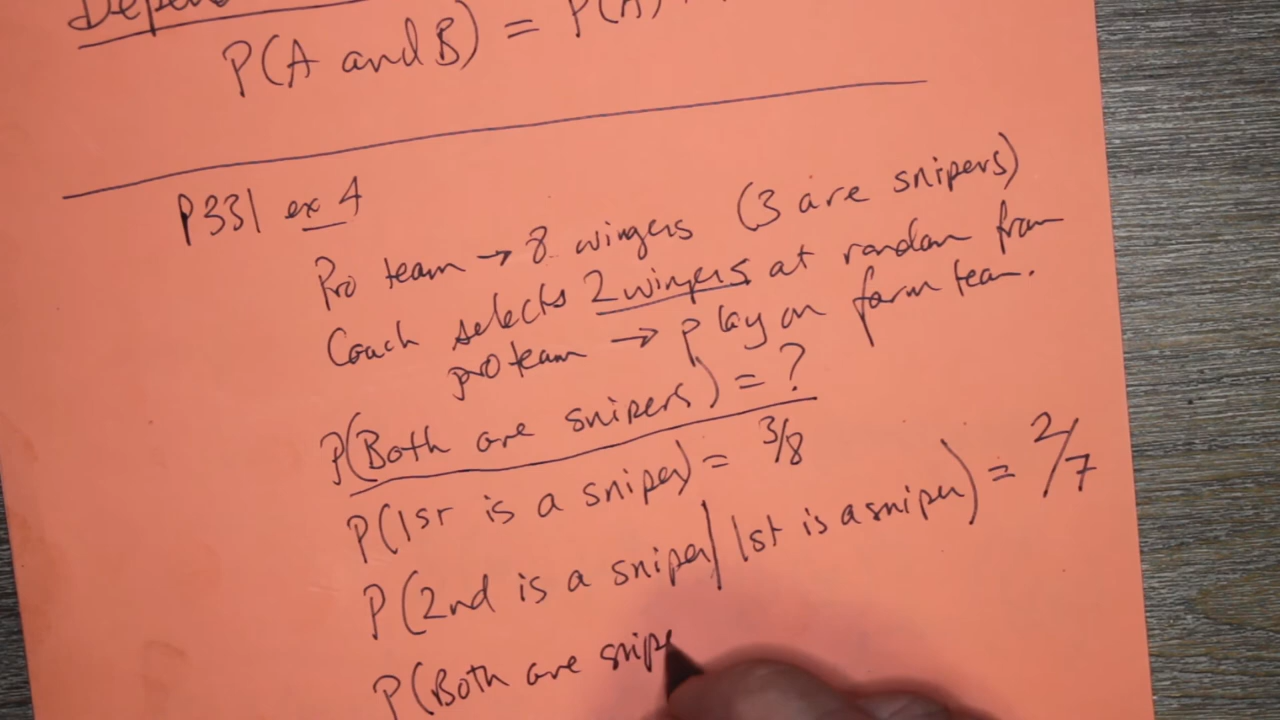 P(A and B) = P(A)
P331 ex 4
Pro team → 8 wingers (3 are snipers)
Coach selects 2 wingers at random from
pro team → play on farm team.
P(Both are snipers) = ?
P(1st is a sniper) = 3/8
P(2nd is a sniper | 1st is a sniper) = 2/7
P(Both are snipe